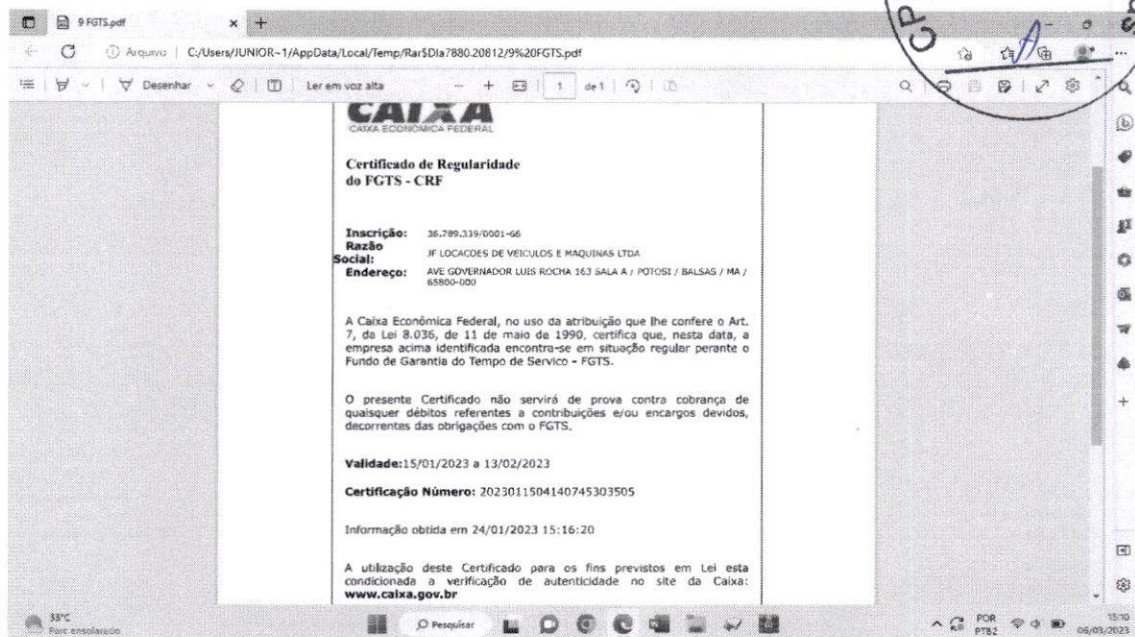 9 FGTS.pdf
Arquivo | C:/Users/JUNIOR~1/AppData/Local/Temp/Rar$DIa7880.20812/9%20FGTS.pdf
Desenhar
Ler em voz alta
1 de 1
CP
CAIXA
CAIXA ECONÔMICA FEDERAL
Certificado de Regularidade
do FGTS - CRF
Inscrição: 36.789.339/0001-66
Razão
Social: JF LOCACOES DE VEICULOS E MAQUINAS LTDA
Endereço: AVE GOVERNADOR LUIS ROCHA 163 SALA A / POTOSI / BALSAS / MA /
65800-000
A Caixa Econômica Federal, no uso da atribuição que lhe confere o Art.
7, da Lei 8.036, de 11 de maio de 1990, certifica que, nesta data, a
empresa acima identificada encontra-se em situação regular perante o
Fundo de Garantia do Tempo de Servico - FGTS.
O presente Certificado não servirá de prova contra cobrança de
quaisquer débitos referentes a contribuições e/ou encargos devidos,
decorrentes das obrigações com o FGTS.
Validade:15/01/2023 a 13/02/2023
Certificação Número: 2023011504140745303505
Informação obtida em 24/01/2023 15:16:20
A utilização deste Certificado para os fins previstos em Lei esta
condicionada a verificação de autenticidade no site da Caixa:
www.caixa.gov.br
33°C
Parc ensolarado
Pesquisar
POR
PTB2
15:10
06/03/2023